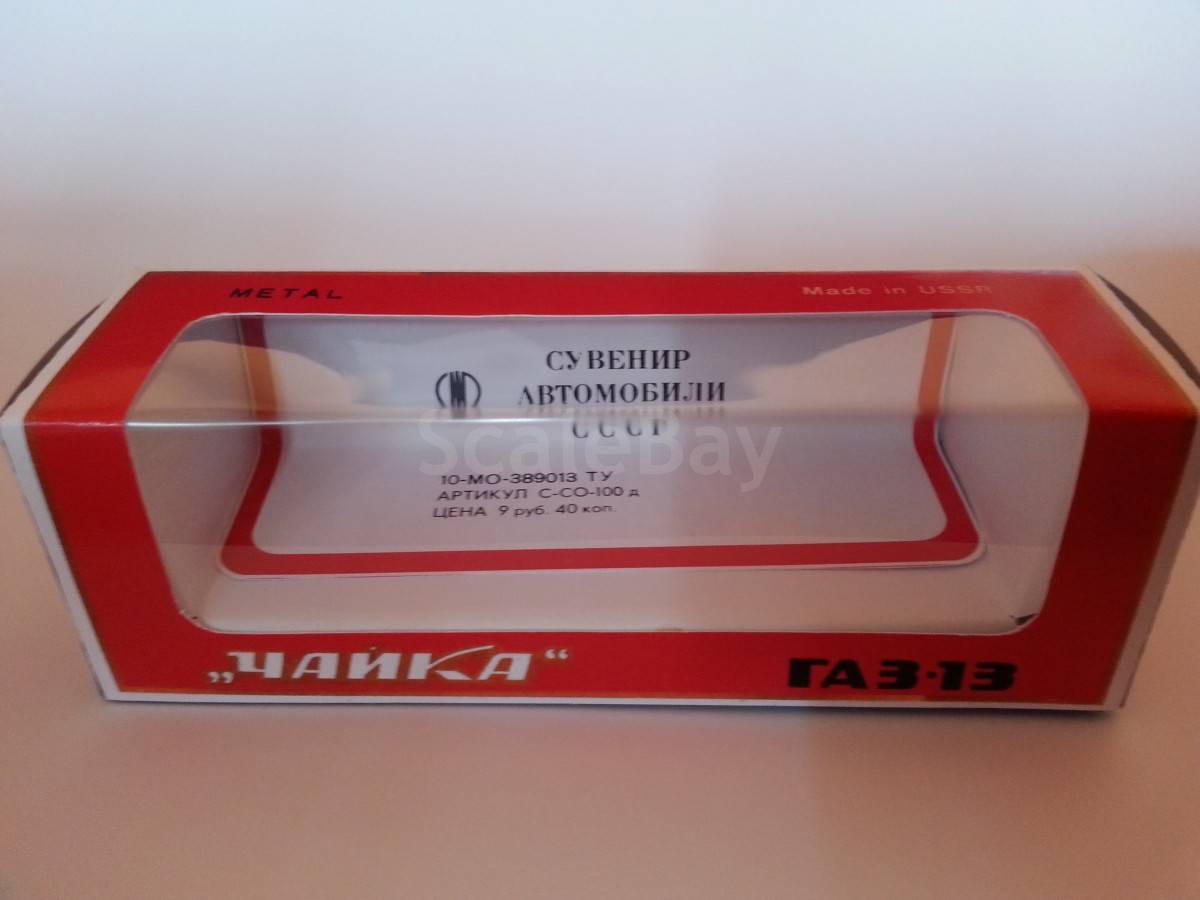 METAL
Made in USSR
СУВЕНИР
АВТОМОБИЛИ
СССР
ScaleBay
10-МО-389013 ТУ
АРТИКУЛ С-СО-100 д
ЦЕНА 9 руб. 40 коп.
„ЧАЙКА“
ГАЗ·13